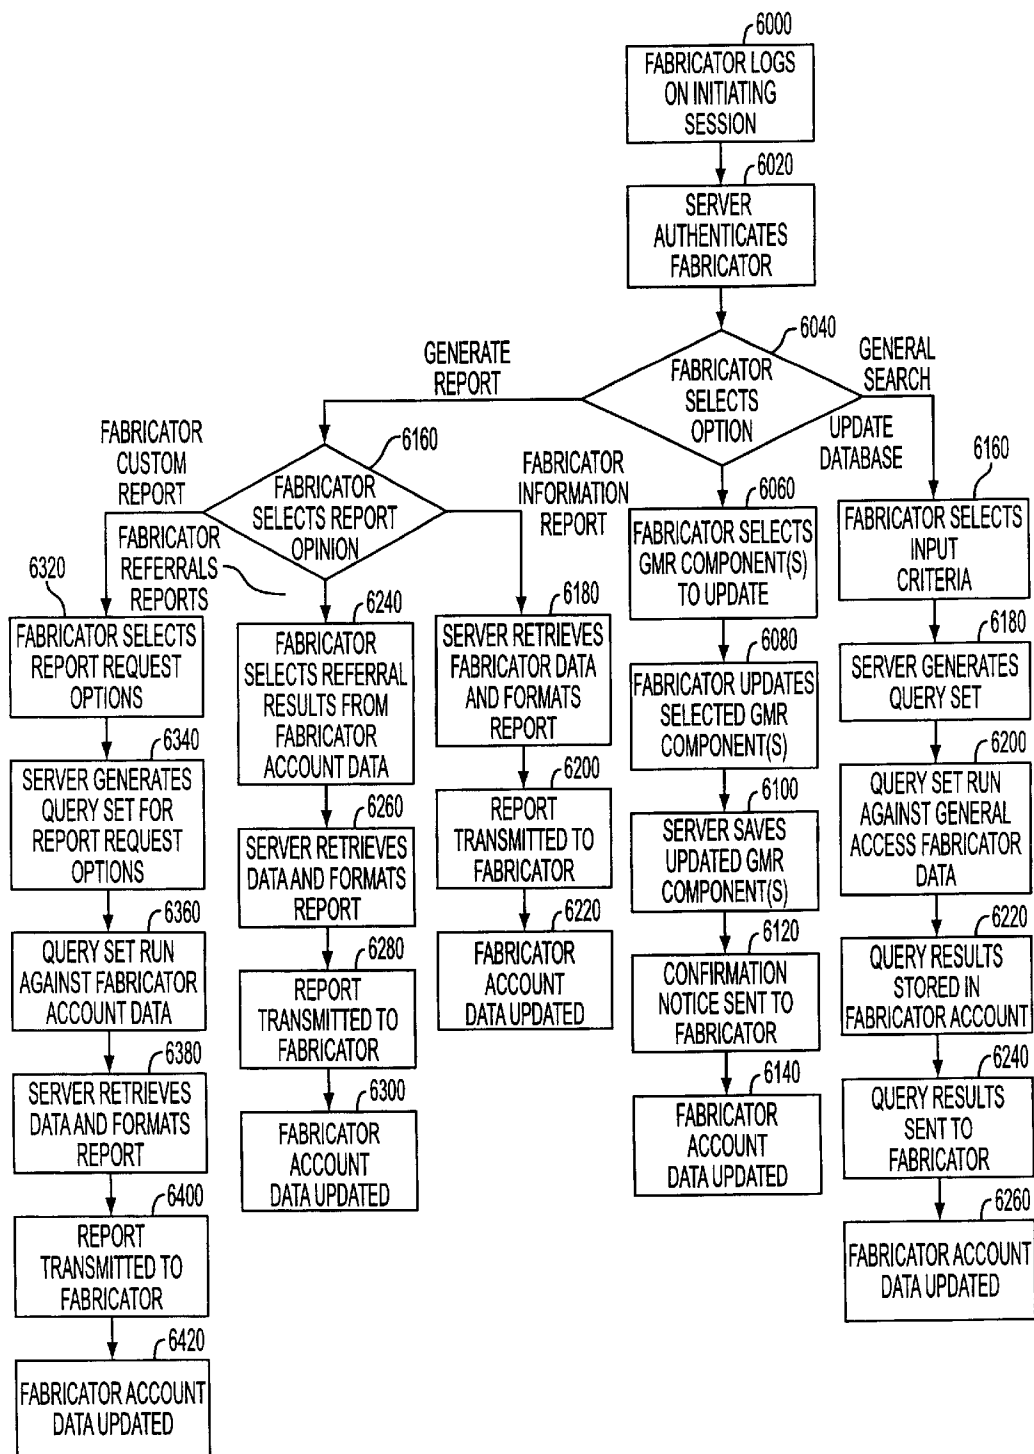 6000
FABRICATOR LOGS
ON INITIATING
SESSION
6020
SERVER
AUTHENTICATES
FABRICATOR
6040
FABRICATOR
SELECTS
OPTION
GENERATE
REPORT
GENERAL
SEARCH
UPDATE
DATABASE
6160
FABRICATOR
SELECTS REPORT
OPINION
FABRICATOR
CUSTOM
REPORT
FABRICATOR
REFERRALS
REPORTS
FABRICATOR
INFORMATION
REPORT
6320
FABRICATOR SELECTS
REPORT REQUEST
OPTIONS
6340
SERVER GENERATES
QUERY SET FOR
REPORT REQUEST
OPTIONS
6360
QUERY SET RUN
AGAINST FABRICATOR
ACCOUNT DATA
6380
SERVER RETRIEVES
DATA AND FORMATS
REPORT
6400
REPORT
TRANSMITTED TO
FABRICATOR
6420
FABRICATOR ACCOUNT
DATA UPDATED
6240
FABRICATOR
SELECTS REFERRAL
RESULTS FROM
FABRICATOR
ACCOUNT DATA
6260
SERVER RETRIEVES
DATA AND FORMATS
REPORT
6280
REPORT
TRANSMITTED TO
FABRICATOR
6300
FABRICATOR
ACCOUNT
DATA UPDATED
6180
SERVER RETRIEVES
FABRICATOR DATA
AND FORMATS
REPORT
6200
REPORT
TRANSMITTED TO
FABRICATOR
6220
FABRICATOR
ACCOUNT
DATA UPDATED
6060
FABRICATOR SELECTS
GMR COMPONENT(S)
TO UPDATE
6080
FABRICATOR UPDATES
SELECTED GMR
COMPONENT(S)
6100
SERVER SAVES
UPDATED GMR
COMPONENT(S)
6120
CONFIRMATION
NOTICE SENT TO
FABRICATOR
6140
FABRICATOR
ACCOUNT
DATA UPDATED
6160
FABRICATOR SELECTS
INPUT
CRITERIA
6180
SERVER GENERATES
QUERY SET
6200
QUERY SET RUN
AGAINST GENERAL
ACCESS FABRICATOR
DATA
6220
QUERY RESULTS
STORED IN
FABRICATOR ACCOUNT
6240
QUERY RESULTS
SENT TO
FABRICATOR
6260
FABRICATOR ACCOUNT
DATA UPDATED